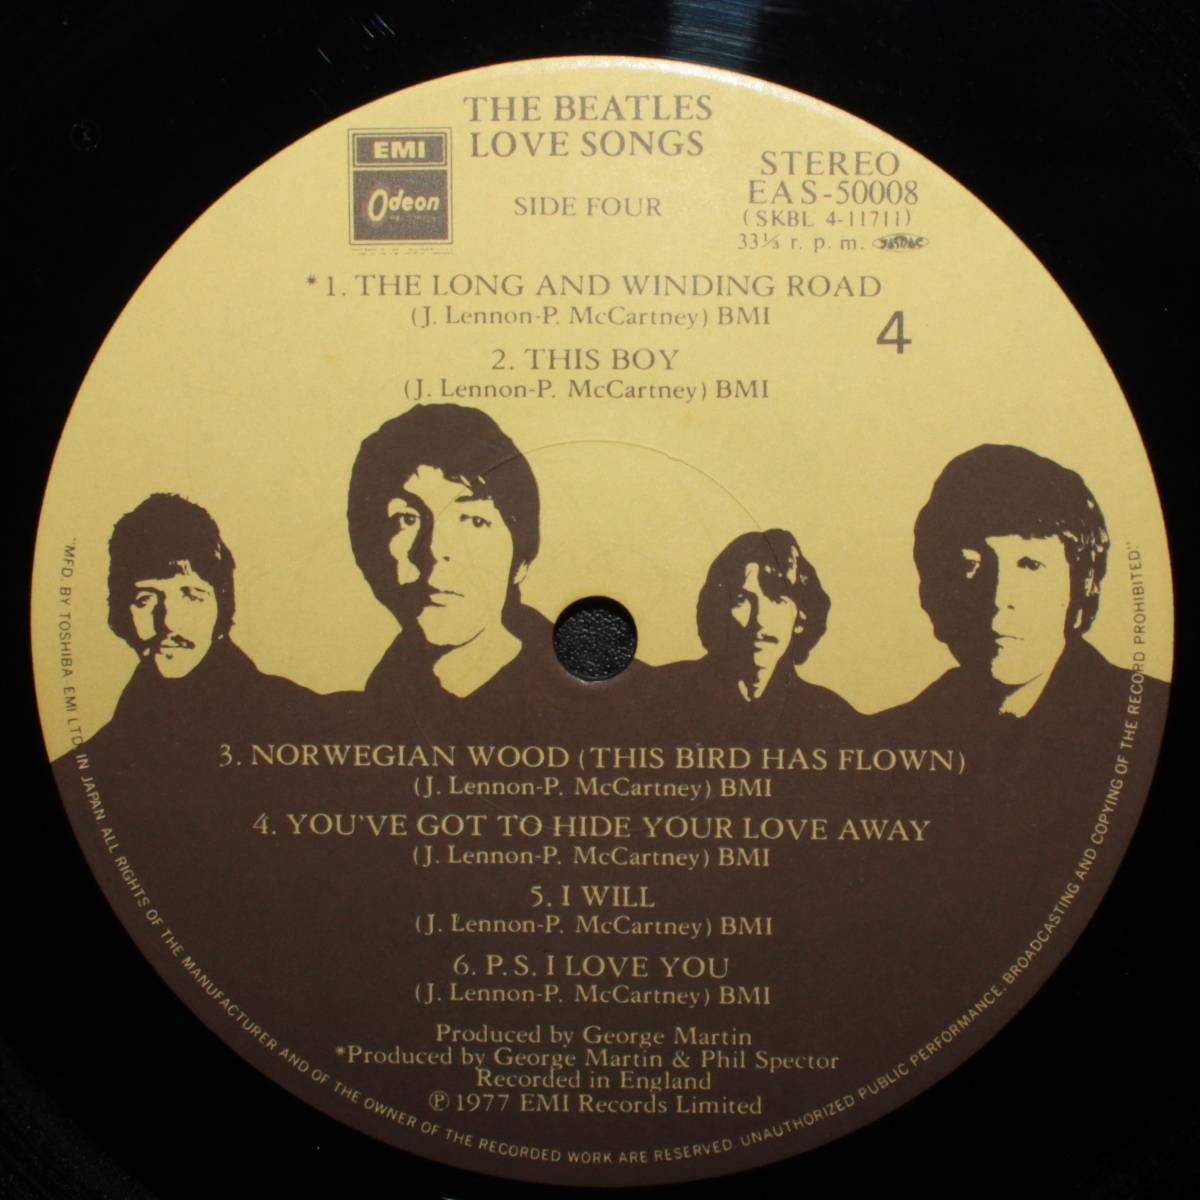 THE BEATLES
LOVE SONGS
EMI
Odeon
SIDE FOUR
STEREO
EAS-50008
(SKBL 4-11711)
33⅓ r. p. m. JASRAC
*1. THE LONG AND WINDING ROAD
(J. Lennon-P. McCartney) BMI
4
2. THIS BOY
(J. Lennon-P. McCartney) BMI
3. NORWEGIAN WOOD (THIS BIRD HAS FLOWN)
(J. Lennon-P. McCartney) BMI
4. YOU'VE GOT TO HIDE YOUR LOVE AWAY
(J. Lennon-P. McCartney) BMI
5. I WILL
(J. Lennon-P. McCartney) BMI
6. P.S. I LOVE YOU
(J. Lennon-P. McCartney) BMI
Produced by George Martin
*Produced by George Martin & Phil Spector
Recorded in England
℗ 1977 EMI Records Limited
"MFD. BY TOSHIBA EMI LTD. IN JAPAN. ALL RIGHTS OF THE MANUFACTURER AND OF THE OWNER OF THE RECORDED WORK ARE RESERVED. UNAUTHORIZED PUBLIC PERFORMANCE, BROADCASTING AND COPYING OF THE RECORD PROHIBITED."